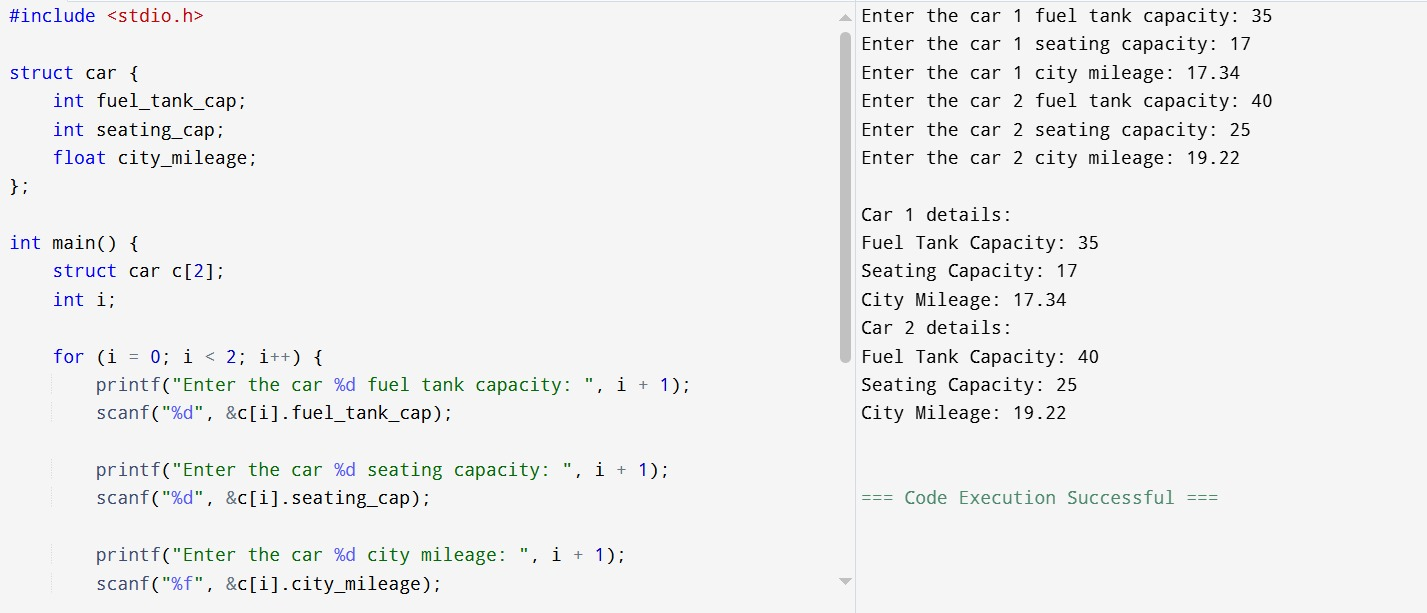 #include <stdio.h>
struct car {
    int fuel_tank_cap;
    int seating_cap;
    float city_mileage;
};
int main() {
    struct car c[2];
    int i;
    for (i = 0; i < 2; i++) {
        printf("Enter the car %d fuel tank capacity: ", i + 1);
        scanf("%d", &c[i].fuel_tank_cap);
        printf("Enter the car %d seating capacity: ", i + 1);
        scanf("%d", &c[i].seating_cap);
        printf("Enter the car %d city mileage: ", i + 1);
        scanf("%f", &c[i].city_mileage);
Enter the car 1 fuel tank capacity: 35
Enter the car 1 seating capacity: 17
Enter the car 1 city mileage: 17.34
Enter the car 2 fuel tank capacity: 40
Enter the car 2 seating capacity: 25
Enter the car 2 city mileage: 19.22
Car 1 details:
Fuel Tank Capacity: 35
Seating Capacity: 17
City Mileage: 17.34
Car 2 details:
Fuel Tank Capacity: 40
Seating Capacity: 25
City Mileage: 19.22
=== Code Execution Successful ===